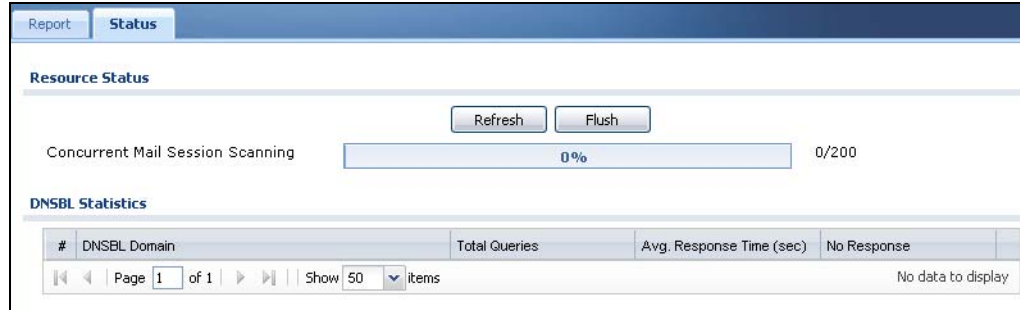 Report Status
Resource Status
Refresh Flush
Concurrent Mail Session Scanning 0% 0/200
DNSBL Statistics
# DNSBL Domain Total Queries Avg. Response Time (sec) No Response
Page 1 of 1 Show 50 items No data to display